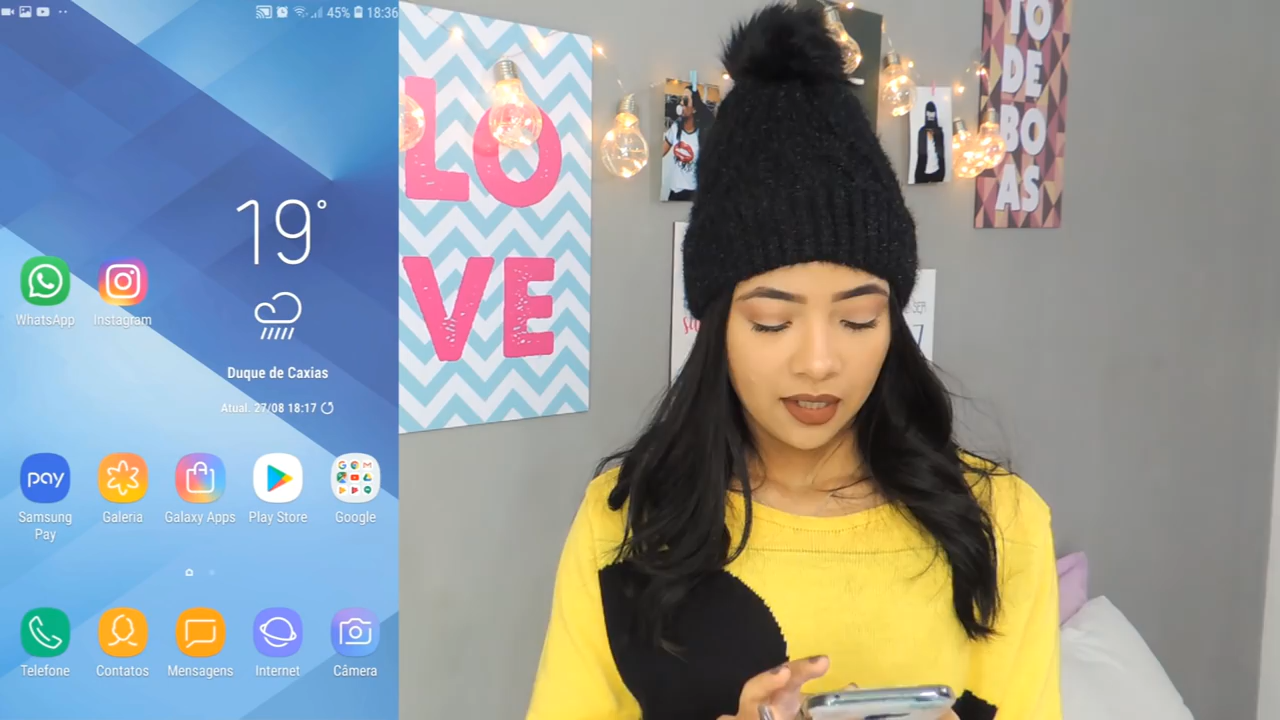 45% 18:36
19°
WhatsApp
Instagram
Duque de Caxias
Atual. 27/08 18:17
pay
Samsung
Pay
Galeria
Galaxy Apps
Play Store
Google
Telefone
Contatos
Mensagens
Internet
Câmera
LO
VE
TO
DE
BO
AS